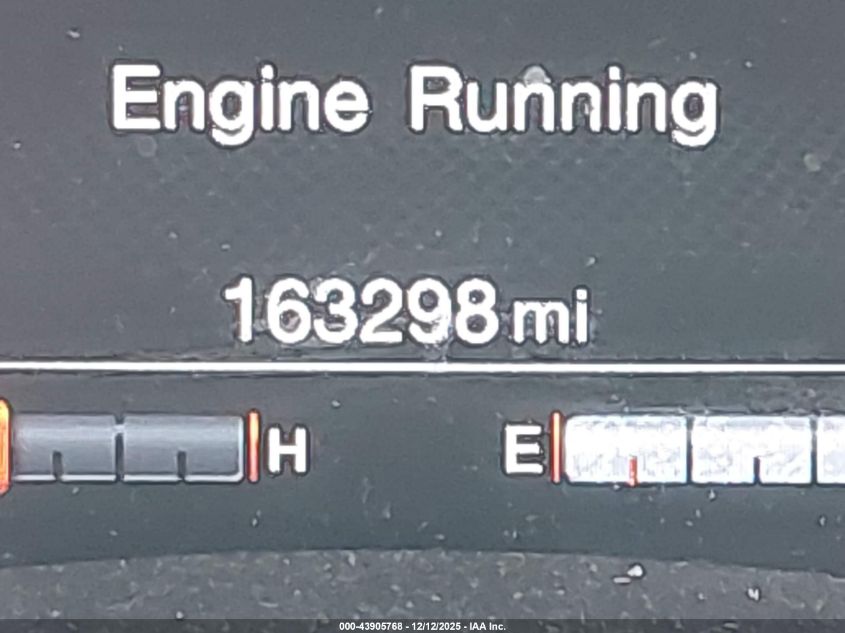 Engine Running
163298 mi
H E
000-43905768 - 12/12/2025 - IAA Inc.